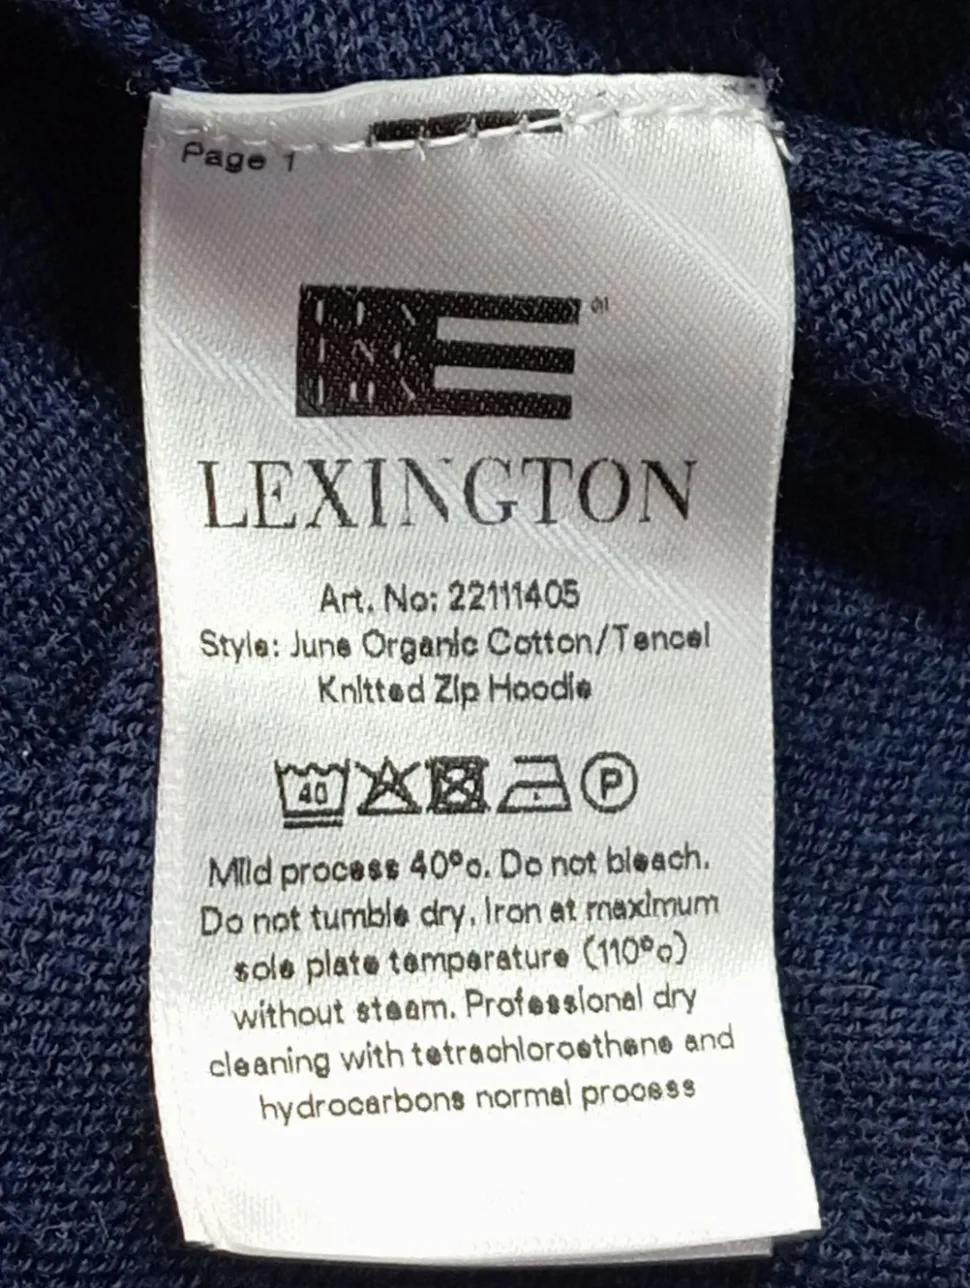 Page 1
LEXINGTON
Art. No: 22111405
Style: June Organic Cotton/Tencel
Knitted Zip Hoodie
40 P
Mild process 40°c. Do not bleach.
Do not tumble dry. Iron at maximum
sole plate temperature (110°c)
without steam. Professional dry
cleaning with tetrachloroethene and
hydrocarbons normal process